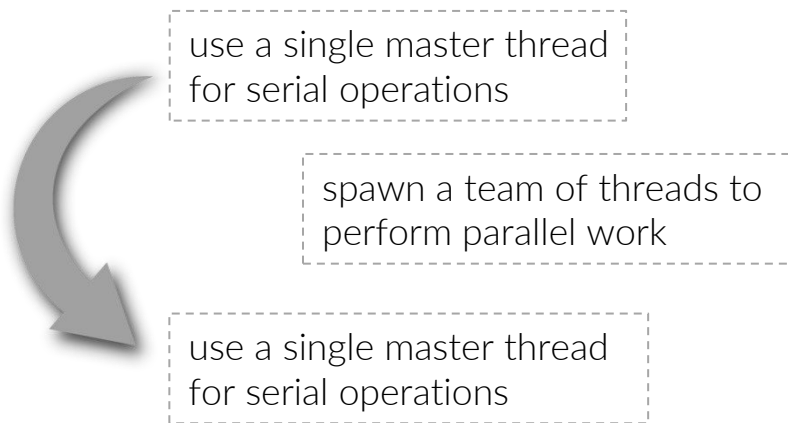 use a single master thread
for serial operations
spawn a team of threads to
perform parallel work
use a single master thread
for serial operations